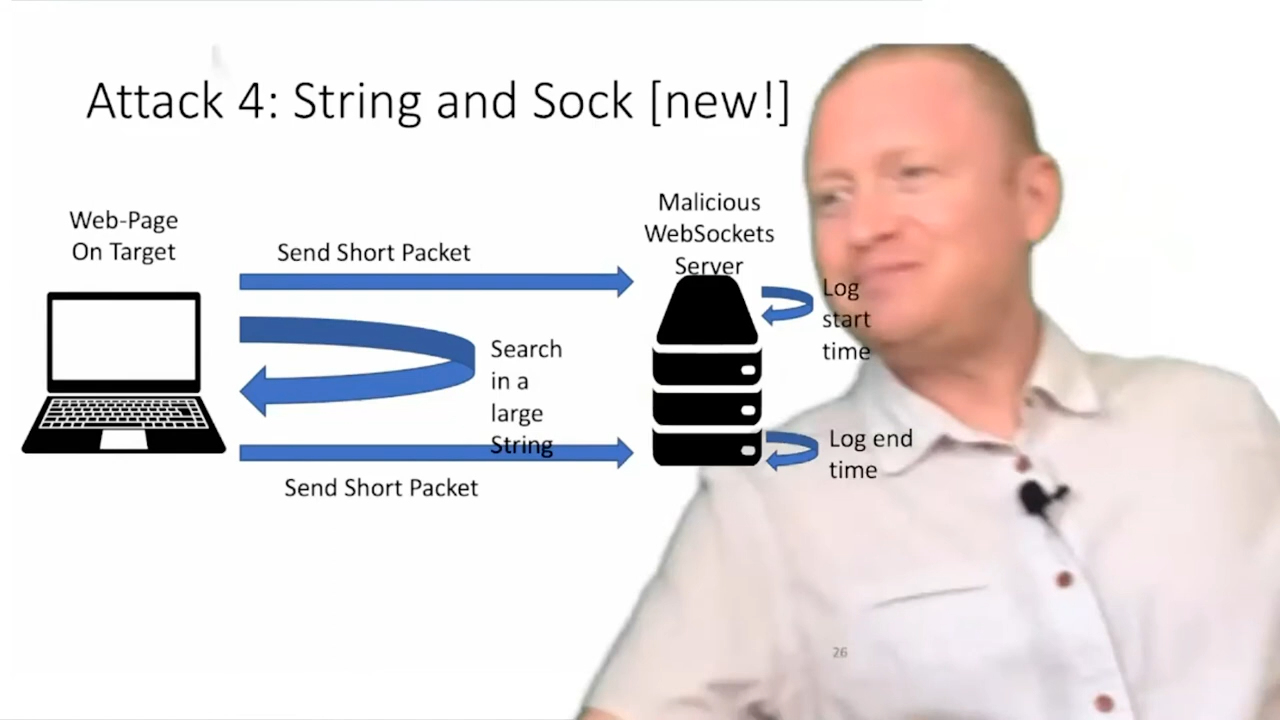 Attack 4: String and Sock [new!]
Web-Page
On Target
Send Short Packet
Malicious
WebSockets
Server
Log
start
time
Search
in a
large
String
Log end
time
Send Short Packet
26